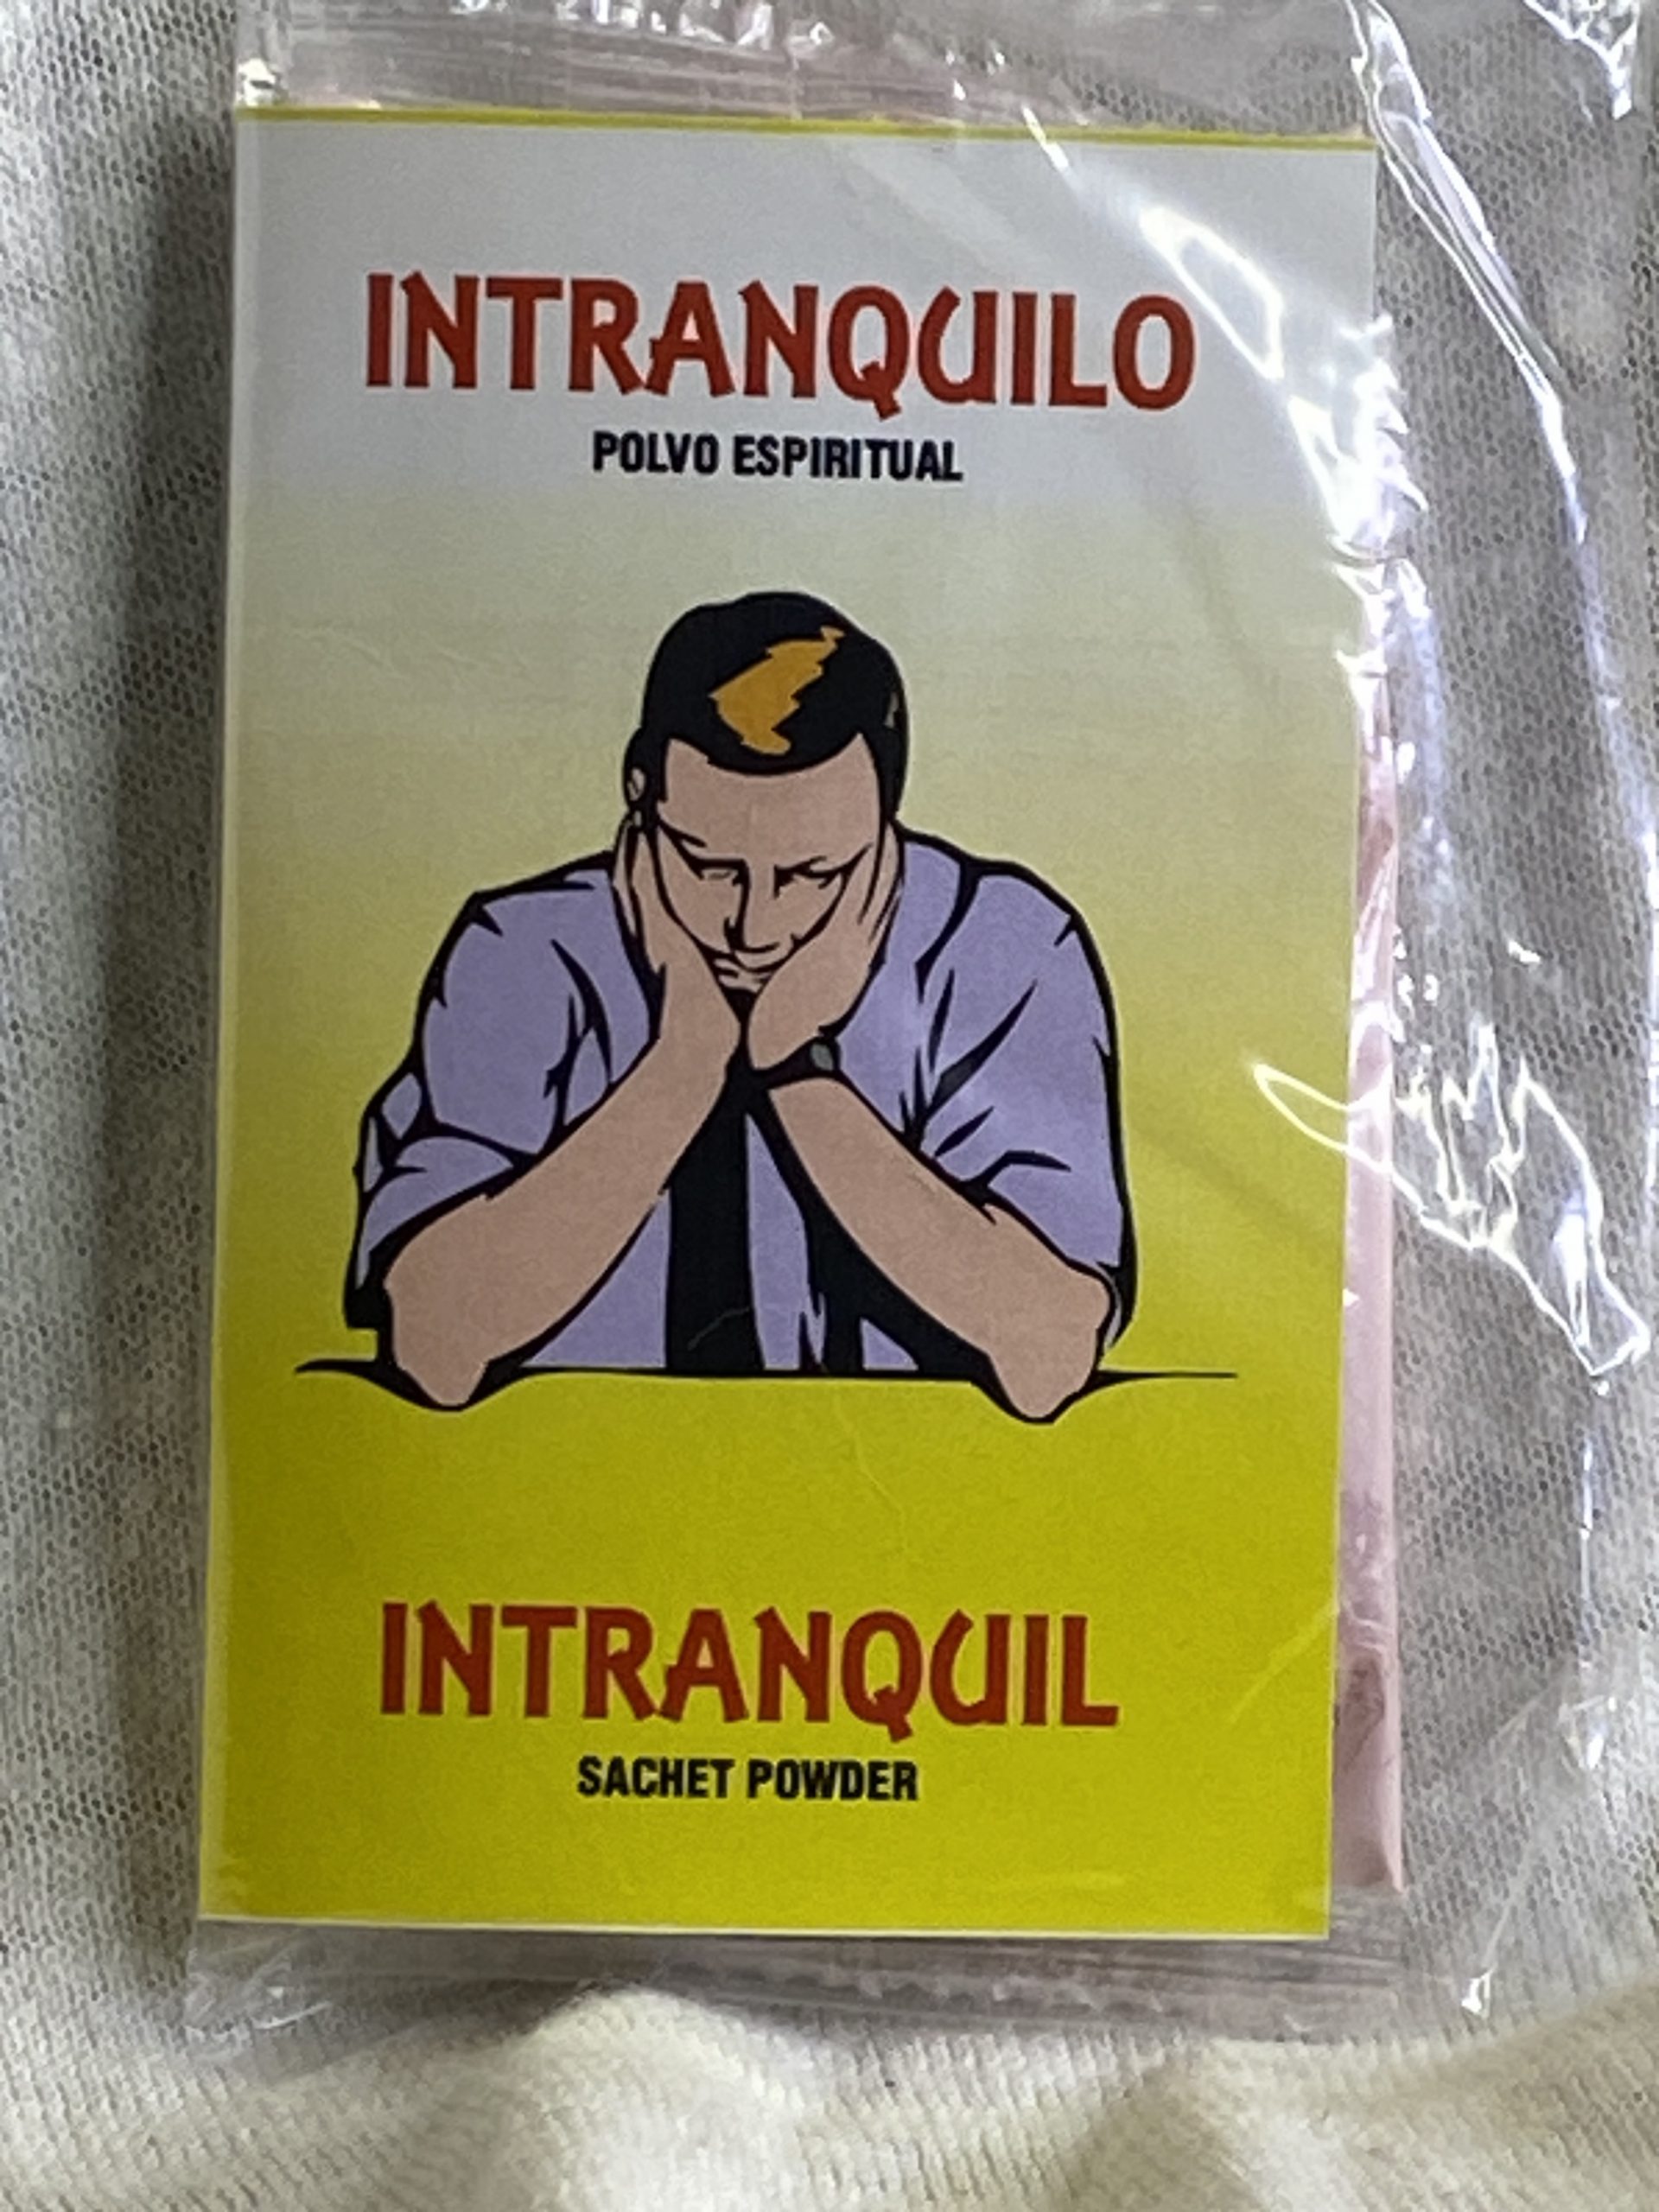 INTRANQUILO
POLVO ESPIRITUAL
INTRANQUIL
SACHET POWDER